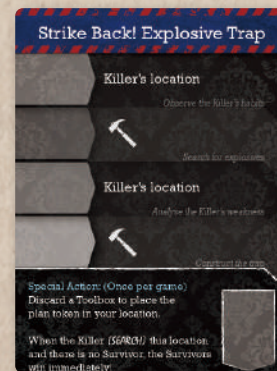 Strike Back! Explosive Trap
Killer's location
Observe the Killer's habits
Search for explosives
Killer's location
Analyse the Killer's weakness
Construct the trap
Special Action: (Once per game)
Discard a Toolbox to place the
plan token in your location.
When the Killer (SEARCH) this location
and there is no Survivor, the Survivors
win immediately!